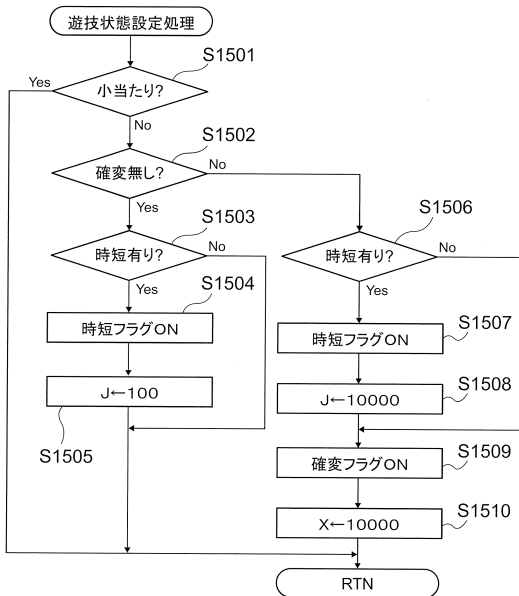 遊技状態設定処理
S1501
Yes
小当たり?
No
S1502
確変無し?
No
Yes
S1503
S1506
時短有り?
No
時短有り?
No
Yes
Yes
S1504
時短フラグON
S1507
時短フラグON
J←100
S1508
J←10000
S1505
S1509
確変フラグON
S1510
X←10000
RTN